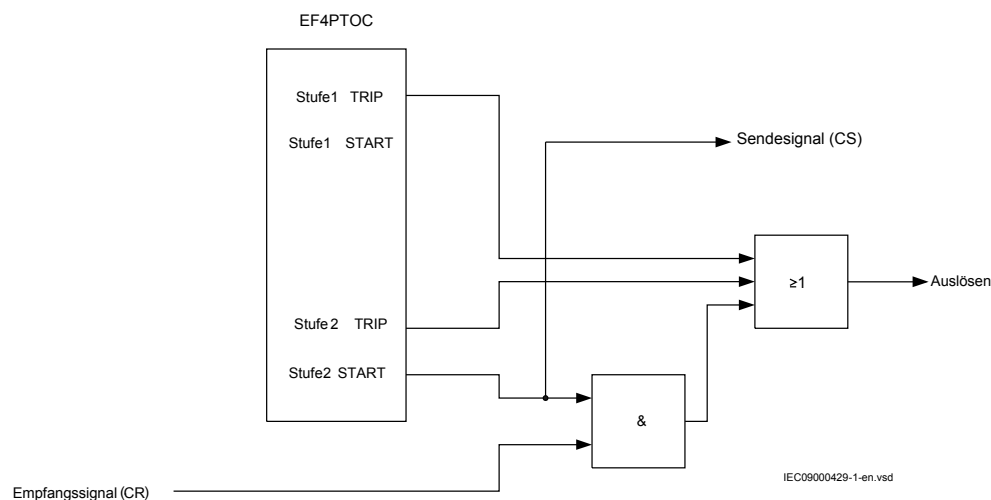 EF4PTOC
Stufe1 TRIP
Stufe1 START
Sendesignal (CS)
≥1
Auslösen
Stufe 2 TRIP
Stufe2 START
&
Empfangssignal (CR)
IEC09000429-1-en.vsd